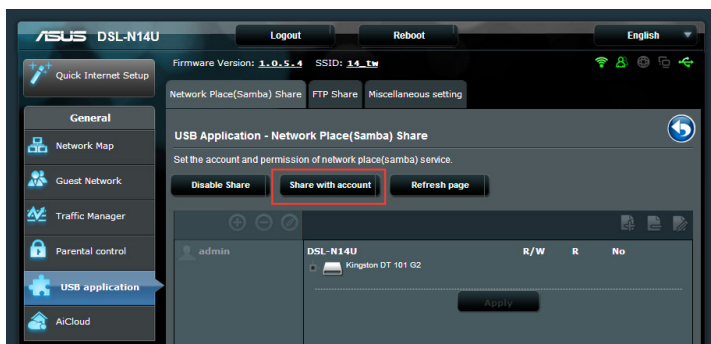 ASUS DSL-N14U Logout Reboot English
Quick Internet Setup
Firmware Version: 1.0.5.4 SSID: 14_tw
Network Place(Samba) Share FTP Share Miscellaneous setting
General
Network Map
Guest Network
Traffic Manager
Parental control
USB application
AiCloud
USB Application - Network Place(Samba) Share
Set the account and permission of network place(samba) service.
Disable Share Share with account Refresh page
admin
DSL-N14U R/W R No
Kingston DT 101 G2
Apply